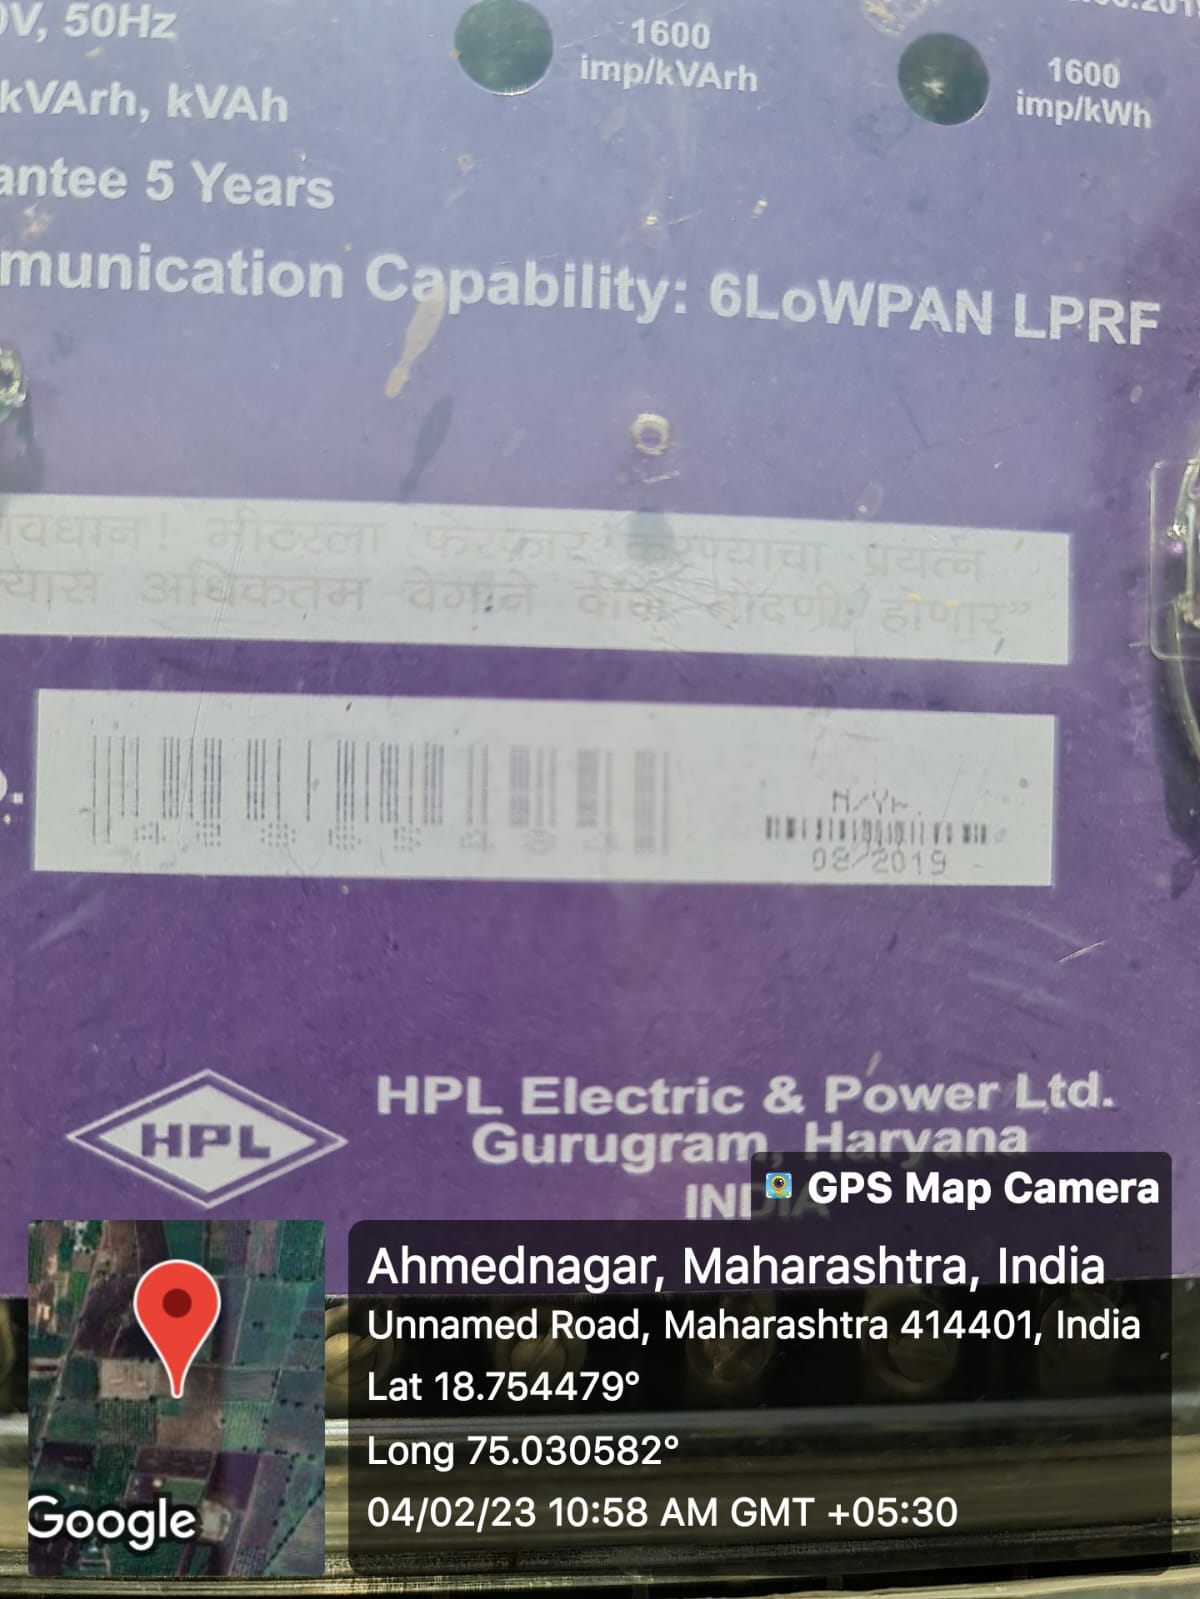 V, 50Hz
1600
imp/kVArh
1600
imp/kWh
kVArh, kVAh
antee 5 Years
munication Capability: 6LoWPAN LPRF
वधान! मीटरला फेरफार करण्याचा प्रयत्न
ल्यास अधिकतम वेगाने वीज नोंदणी होणार”
M/Yr.
08/2019
HPL
HPL Electric & Power Ltd.
Gurugram, Haryana
INDIA
GPS Map Camera
Ahmednagar, Maharashtra, India
Unnamed Road, Maharashtra 414401, India
Lat 18.754479°
Long 75.030582°
04/02/23 10:58 AM GMT +05:30
Google